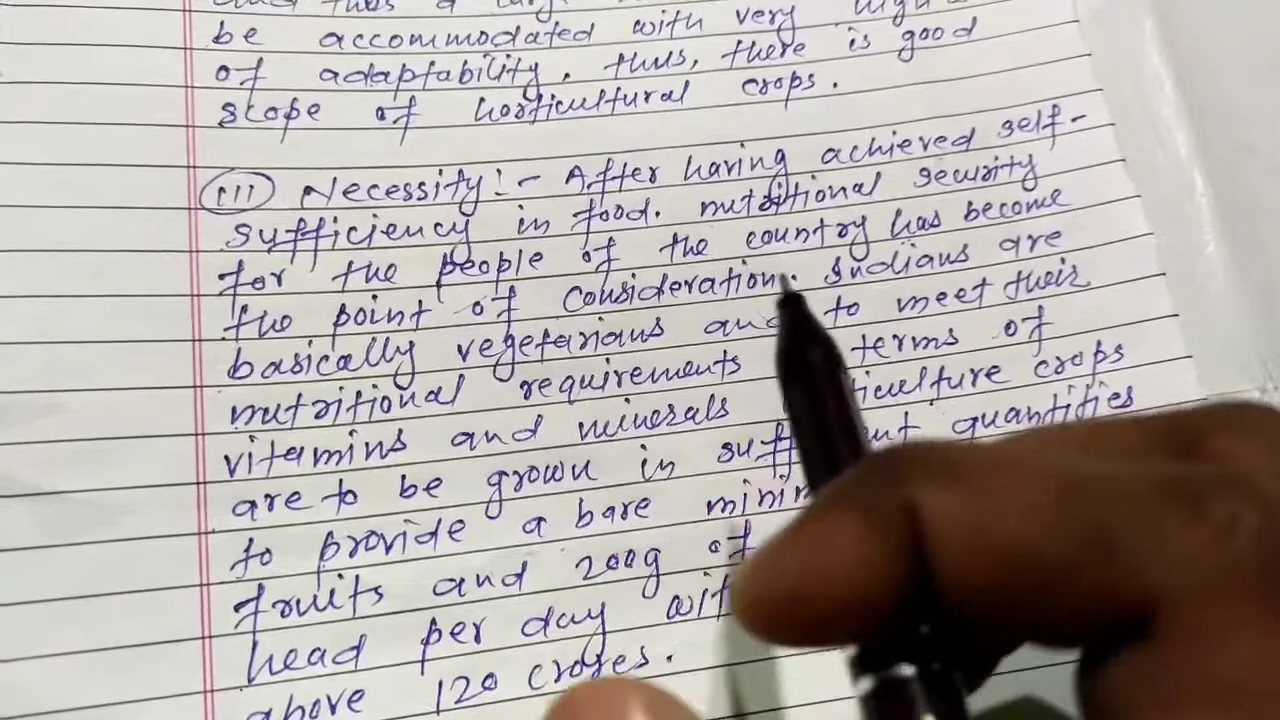 be accommodated with very high
of adaptability. thus, there is good
scope of horticultural crops.
(III) Necessity:- After having achieved self-
sufficiency in food. nutritional security
for the people of the country has become
the point of consideration. Indians are
basically vegetarians and to meet their
nutritional requirements terms of
vitamins and minerals crops
are to be grown in quantities
to provide a bare
fruits and 200g of
head per day
above 120 crores.